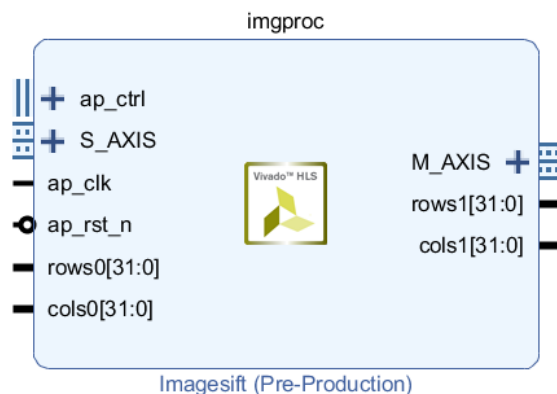 imgproc
ap_ctrl
S_AXIS
ap_clk
ap_rst_n
rows0[31:0]
cols0[31:0]
Vivado™ HLS
M_AXIS
rows1[31:0]
cols1[31:0]
Imagesift (Pre-Production)